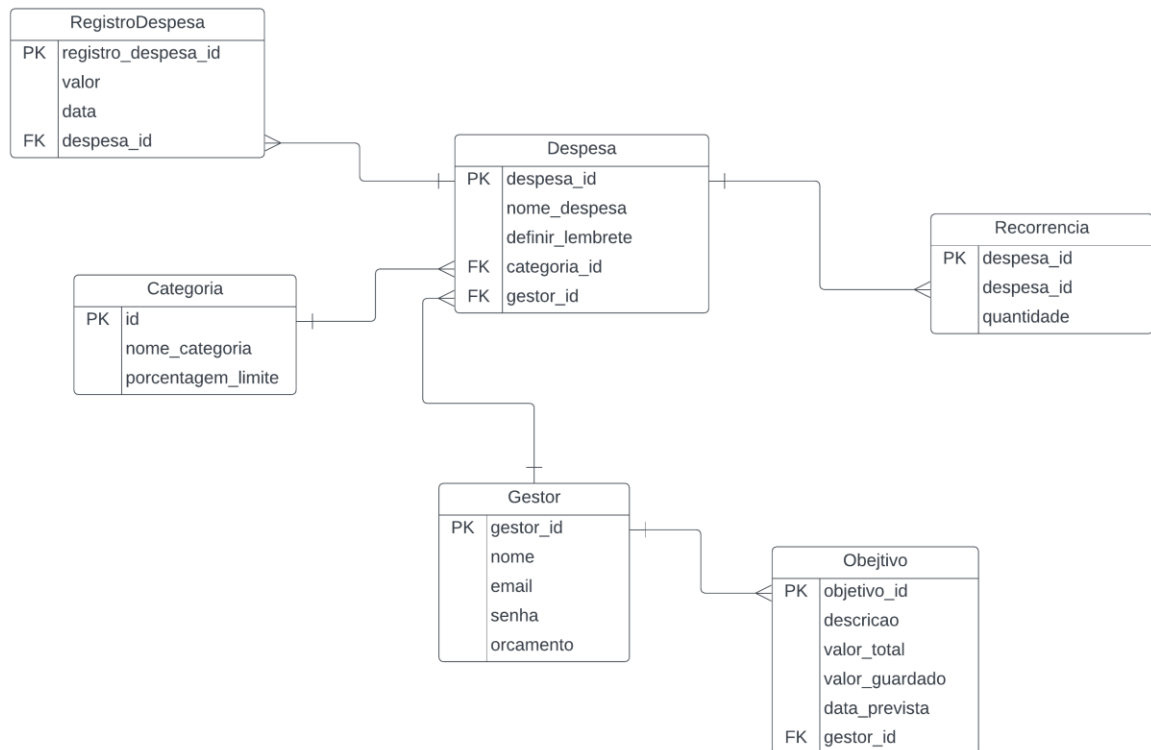 RegistroDespesa
PK registro_despesa_id
valor
data
FK despesa_id
Despesa
PK despesa_id
nome_despesa
definir_lembrete
FK categoria_id
FK gestor_id
Recorrencia
PK despesa_id
despesa_id
quantidade
Categoria
PK id
nome_categoria
porcentagem_limite
Gestor
PK gestor_id
nome
email
senha
orcamento
Obejtivo
PK objetivo_id
descricao
valor_total
valor_guardado
data_prevista
FK gestor_id